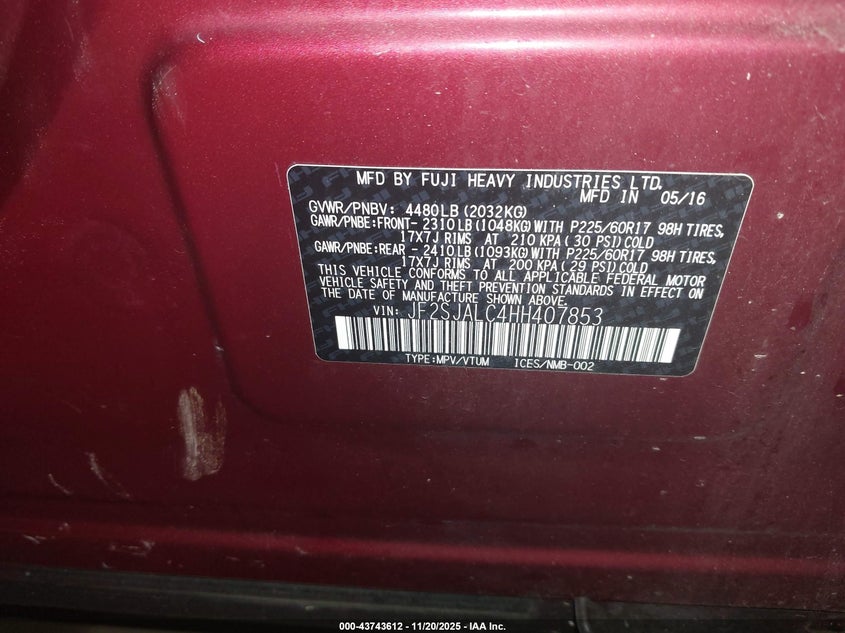 MFD BY FUJI HEAVY INDUSTRIES LTD.
MFD IN 05/16
GVWR/PNBV: 4480LB(2032KG)
GAWR/PNBE:FRONT- 2310LB(1048KG)WITH P225/60R17 98H TIRES,
17X7J RIMS AT 210 KPA(30 PSI)COLD
GAWR/PNBE:REAR - 2410LB(1093KG)WITH P225/60R17 98H TIRES,
17X7J RIMS AT 200 KPA(29 PSI)COLD
THIS VEHICLE CONFORMS TO ALL APPLICABLE FEDERAL MOTOR
VEHICLE SAFETY AND THEFT PREVENTION STANDARDS IN EFFECT ON
THE DATE OF MANUFACTURE SHOWN ABOVE.
VIN: JF2SJALC4HH407853
TYPE:MPV/VTUM ICES/NMB-002
000-43743612 - 11/20/2025 - IAA Inc.